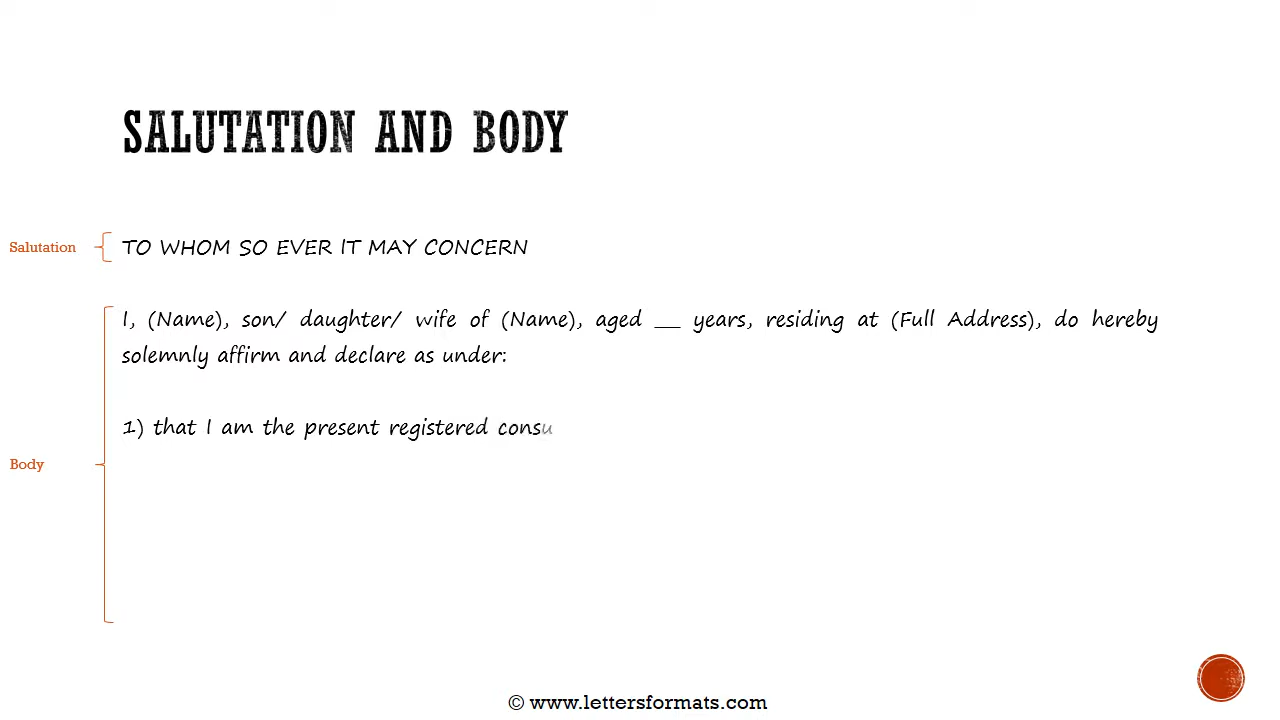 SALUTATION AND BODY
Salutation
TO WHOM SO EVER IT MAY CONCERN
I, (Name), son/ daughter/ wife of (Name), aged ___ years, residing at (Full Address), do hereby
solemnly affirm and declare as under:
1) that I am the present registered consu
Body
© www.lettersformats.com